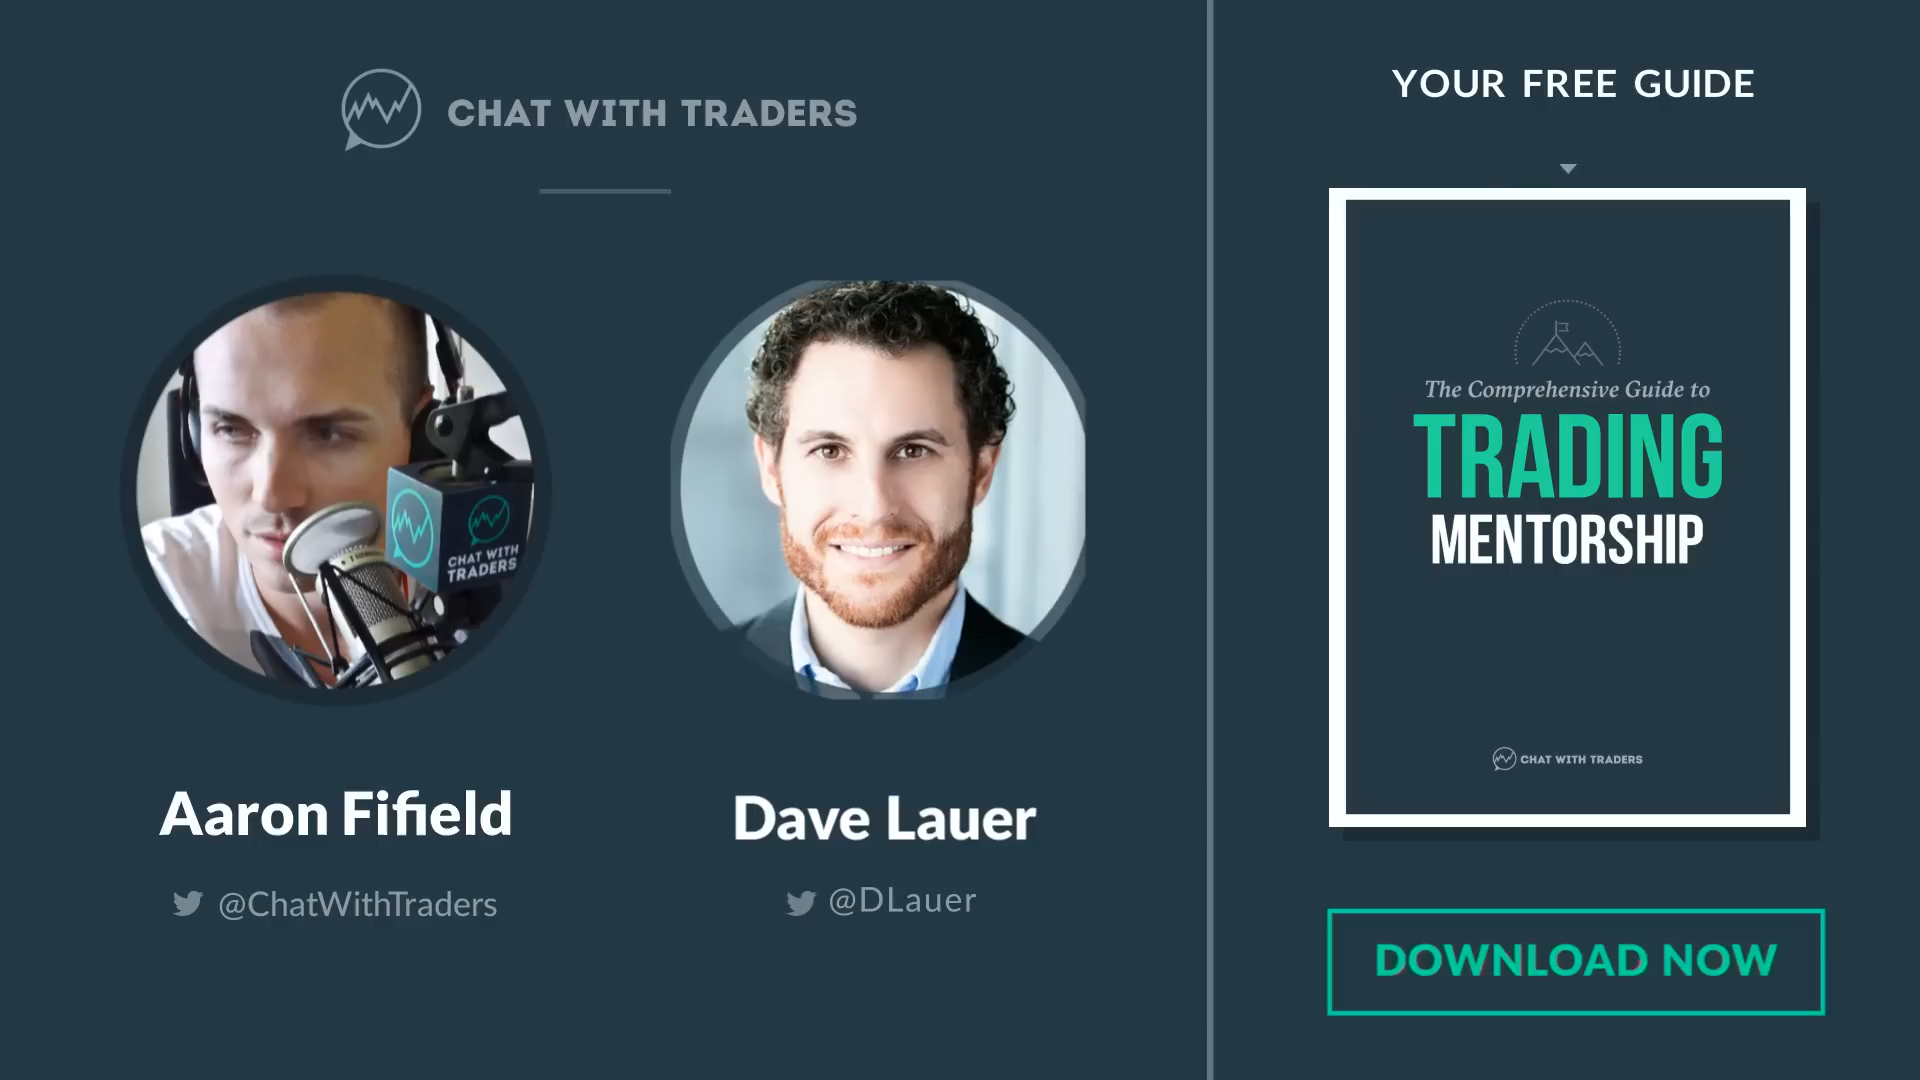 CHAT WITH TRADERS
CHAT WITH
TRADERS
Aaron Fifield
@ChatWithTraders
Dave Lauer
@DLauer
YOUR FREE GUIDE
The Comprehensive Guide to
TRADING
MENTORSHIP
CHAT WITH TRADERS
DOWNLOAD NOW